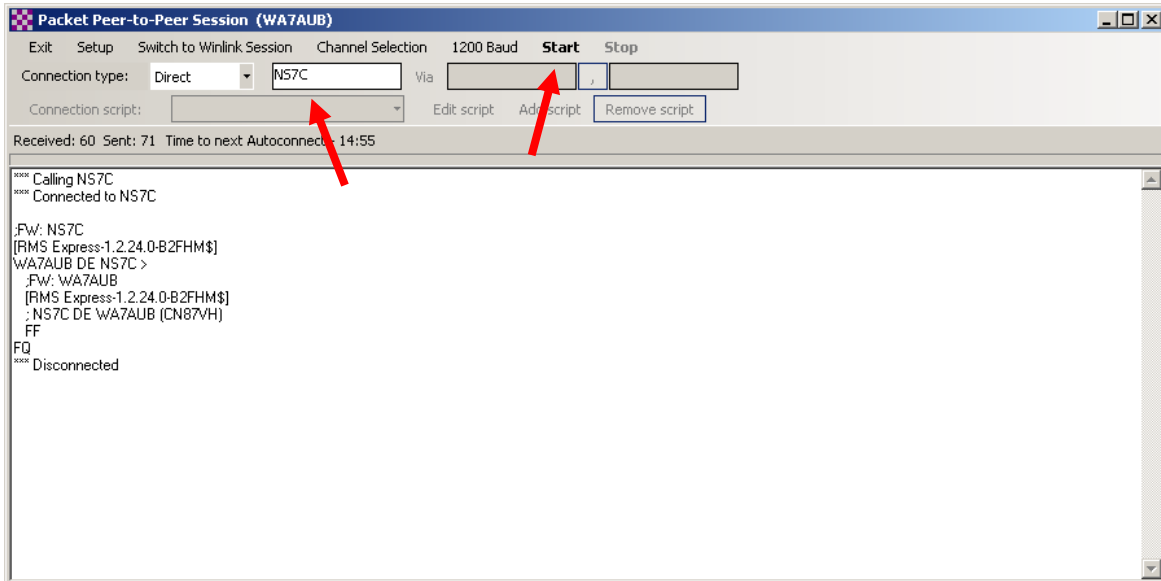 Packet Peer-to-Peer Session (WA7AUB)
Exit Setup Switch to Winlink Session Channel Selection 1200 Baud Start Stop
Connection type: Direct NS7C Via ,
Connection script: Edit script Add script Remove script
Received: 60 Sent: 71 Time to next Autoconnect - 14:55
*** Calling NS7C
*** Connected to NS7C
;FW: NS7C
[RMS Express-1.2.24.0-B2FHM$]
WA7AUB DE NS7C >
;FW: WA7AUB
[RMS Express-1.2.24.0-B2FHM$]
; NS7C DE WA7AUB (CN87VH)
FF
FQ
*** Disconnected